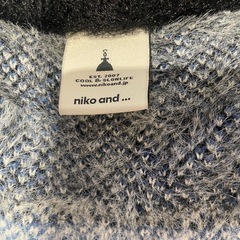 EST. 2007
COOL & SLOWLIFE
www.nikoand.jp
niko and ...